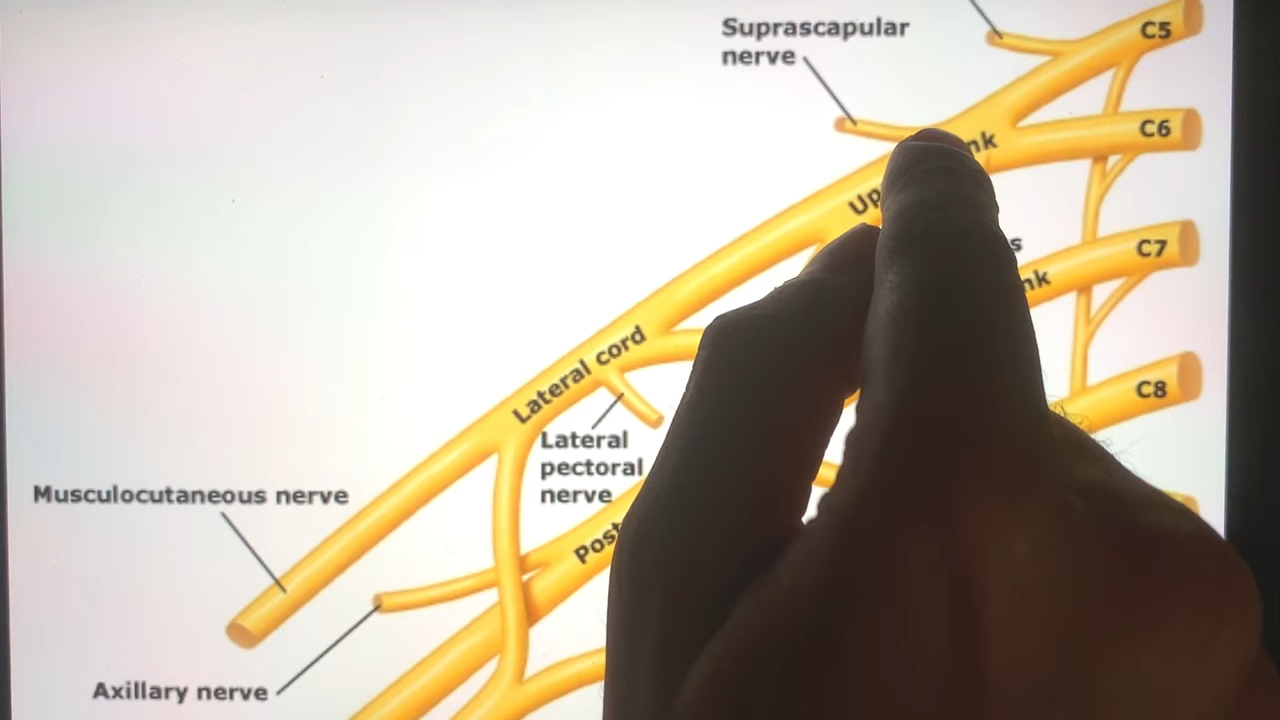 Suprascapular
nerve
C5
C6
C7
C8
Lateral cord
Lateral
pectoral
nerve
Musculocutaneous nerve
Axillary nerve